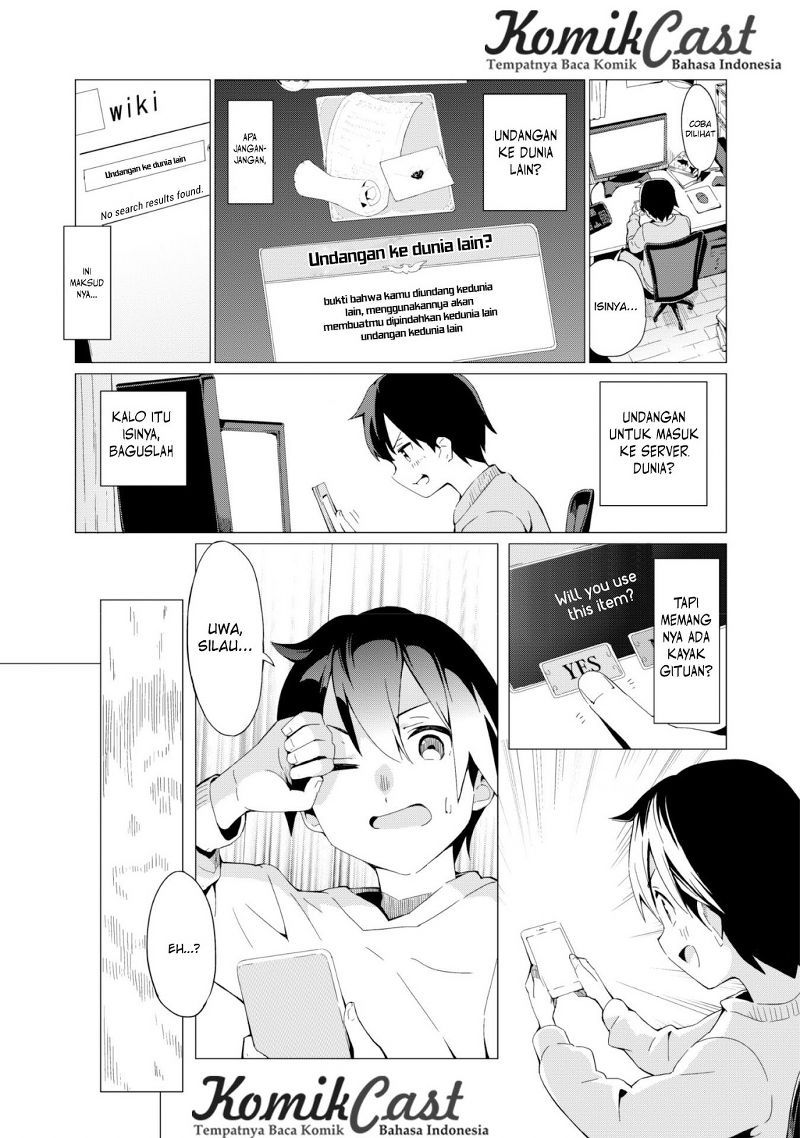 KomikCast
Tempatnya Baca Komik Bahasa Indonesia
COBA
DILIHAT
ISINYA...
UNDANGAN
KE DUNIA
LAIN?
APA
JANGAN-
JANGAN,
Undangan ke dunia lain?
bukti bahwa kamu diundang kedunia
lain, menggunakannya akan
membuatmu dipindahkan kedunia lain
undangan kedunia lain
wiki
Undangan ke dunia lain
No search results found.
INI
MAKSUD
NYA...
UNDANGAN
UNTUK MASUK
KE SERVER
DUNIA?
KALO ITU
ISINYA,
BAGUSLAH
Will you use
this item?
YES
TAPI
MEMANG
NYA ADA
KAYAK
GITUAN?
UWA,
SILAU...
EH...?
KomikCast
Tempatnya Baca Komik Bahasa Indonesia